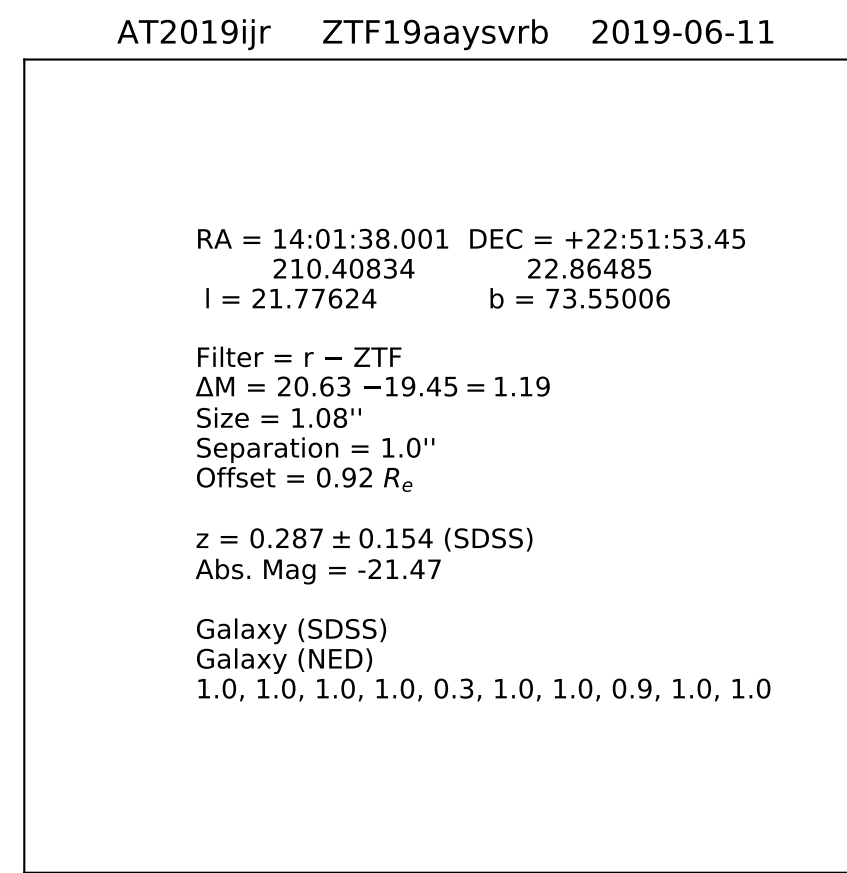 AT2019ijr ZTF19aaysvrb 2019-06-11
RA = 14:01:38.001 DEC = +22:51:53.45
210.40834 22.86485
l = 21.77624 b = 73.55006
Filter = r − ZTF
ΔM = 20.63 −19.45 = 1.19
Size = 1.08''
Separation = 1.0''
Offset = 0.92 Rₑ
z = 0.287 ± 0.154 (SDSS)
Abs. Mag = -21.47
Galaxy (SDSS)
Galaxy (NED)
1.0, 1.0, 1.0, 1.0, 0.3, 1.0, 1.0, 0.9, 1.0, 1.0